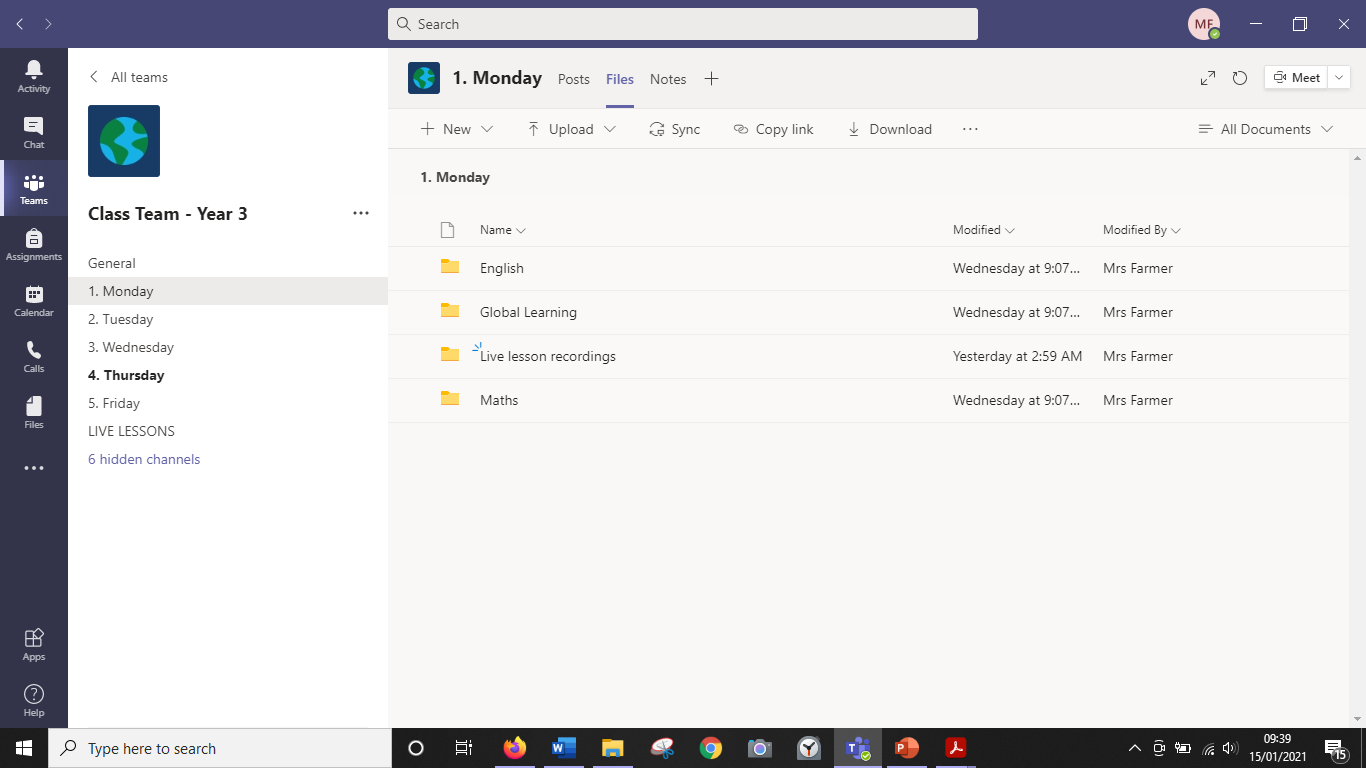 Search
MF
Activity
Chat
Teams
Assignments
Calendar
Calls
Files
Apps
Help
All teams
Class Team - Year 3
General
1. Monday
2. Tuesday
3. Wednesday
4. Thursday
5. Friday
LIVE LESSONS
6 hidden channels
1. Monday Posts Files Notes
Meet
New Upload Sync Copy link Download All Documents
1. Monday
Name Modified Modified By
English Wednesday at 9:07... Mrs Farmer
Global Learning Wednesday at 9:07... Mrs Farmer
Live lesson recordings Yesterday at 2:59 AM Mrs Farmer
Maths Wednesday at 9:07... Mrs Farmer
Type here to search
09:39
15/01/2021
15